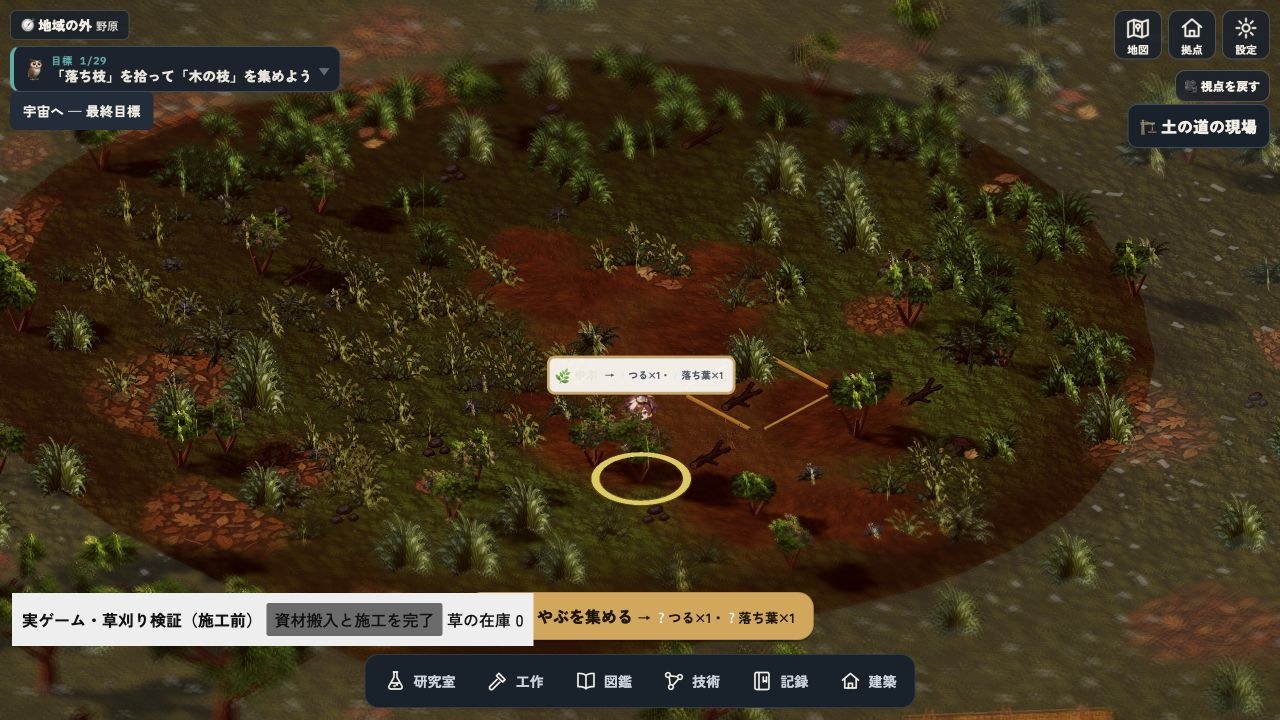 地域の外 野原
目標 1/29
「落ち枝」を拾って「木の枝」を集めよう
宇宙へ — 最終目標
地図
拠点
設定
視点を戻す
土の道の現場
やぶ → つる×1・ 落ち葉×1
実ゲーム・草刈り検証（施工前） 資材搬入と施工を完了 草の在庫 0
やぶを集める → ? つる×1・ ? 落ち葉×1
研究室
工作
図鑑
技術
記録
建築